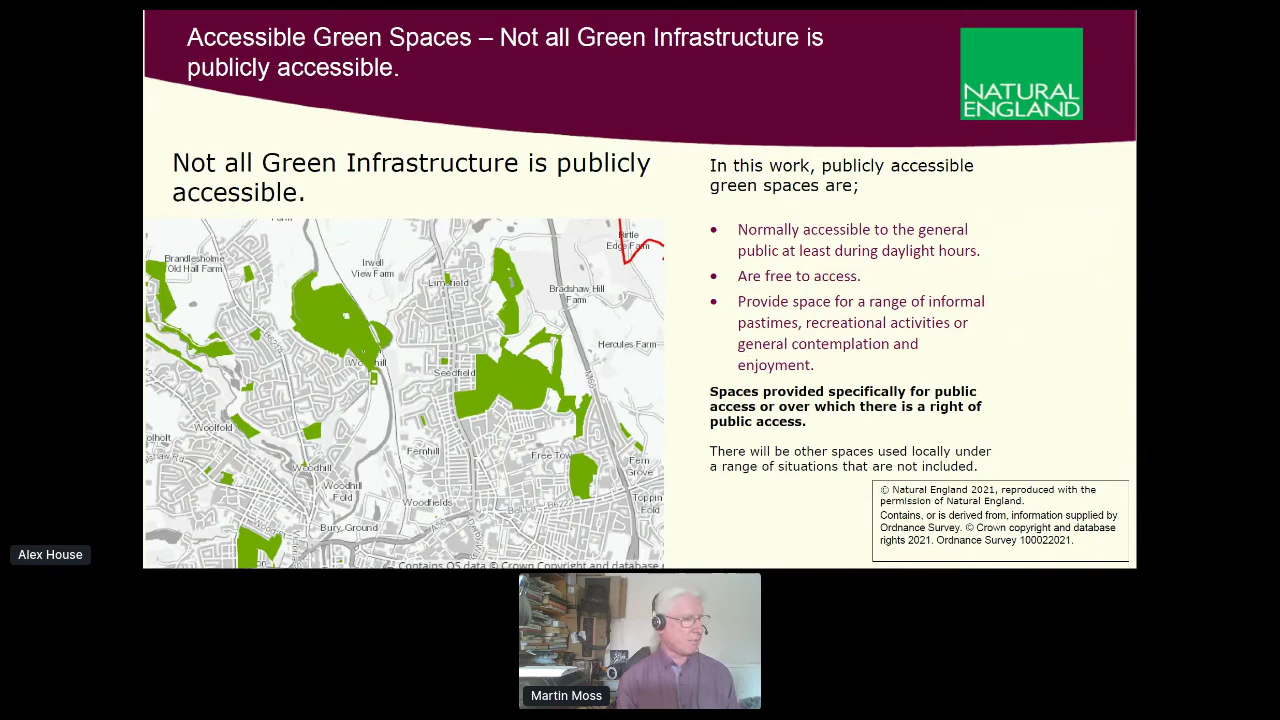 Accessible Green Spaces – Not all Green Infrastructure is
publicly accessible.
NATURAL
ENGLAND
Not all Green Infrastructure is publicly
accessible.
Birtle
Edge Farm
Brandlesholme
Old Hall Farm
Irwell
View Farm
Limefield
Bradshaw Hill
Farm
Hercules Farm
Seedfield
Woolfold
Fernhill
Free Town
Fern
Grove
Woodhill
Woodhill
Fold
Woodfields
Toppin
Fold
B6222
Bury Ground
Contains OS data © Crown Copyright and database
In this work, publicly accessible
green spaces are;
• Normally accessible to the general
public at least during daylight hours.
• Are free to access.
• Provide space for a range of informal
pastimes, recreational activities or
general contemplation and
enjoyment.
Spaces provided specifically for public
access or over which there is a right of
public access.
There will be other spaces used locally under
a range of situations that are not included.
© Natural England 2021, reproduced with the
permission of Natural England.
Contains, or is derived from, information supplied by
Ordnance Survey. © Crown copyright and database
rights 2021. Ordnance Survey 100022021.
Alex House
Martin Moss